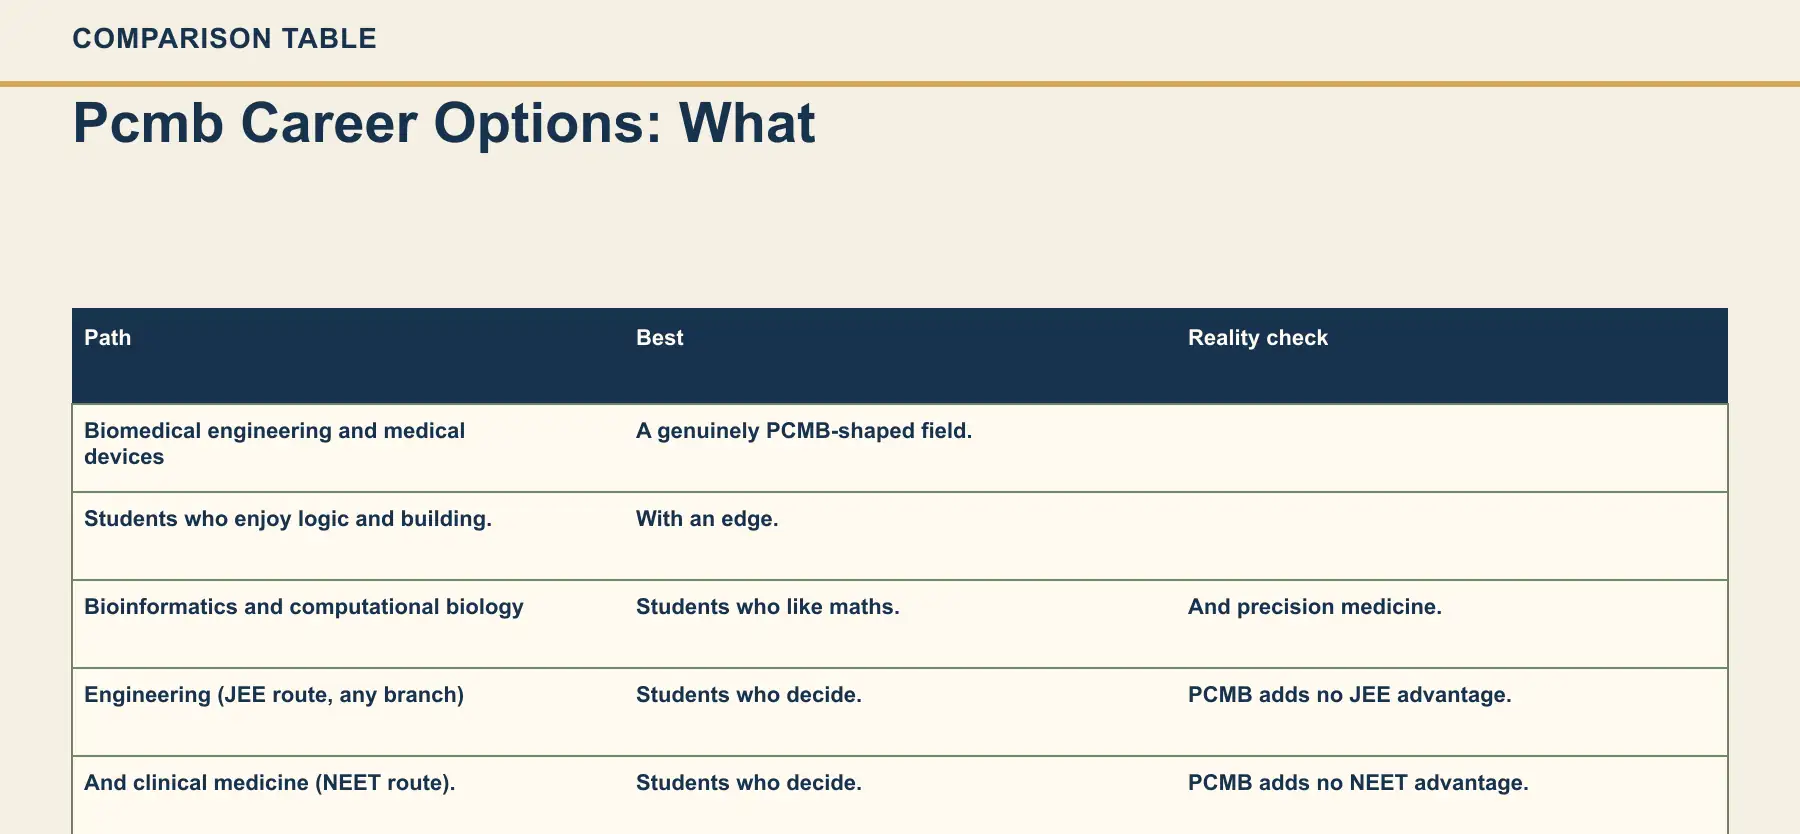 COMPARISON TABLE
Pcmb Career Options: What
Path Best Reality check
Biomedical engineering and medical A genuinely PCMB-shaped field.
devices
Students who enjoy logic and building. With an edge.
Bioinformatics and computational biology Students who like maths. And precision medicine.
Engineering (JEE route, any branch) Students who decide. PCMB adds no JEE advantage.
And clinical medicine (NEET route). Students who decide. PCMB adds no NEET advantage.